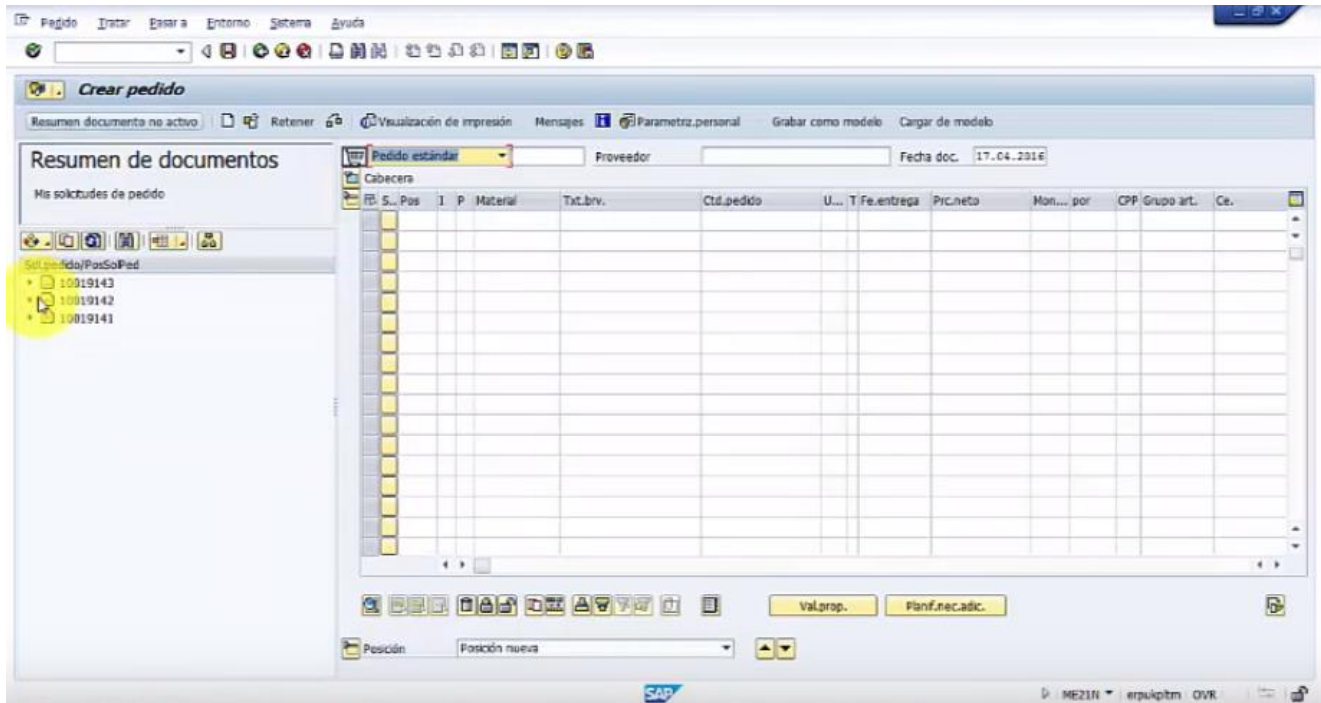 Pedido Tratar Pasar a Entorno Sistema Ayuda
Crear pedido
Resumen documento no activo Retener Visualización de impresión Mensajes Parametriz.personal Grabar como modelo Cargar de modelo
Resumen de documentos
Mis solicitudes de pedido
Pedido estándar Proveedor Fecha doc. 17.04.2016
Cabecera
S... Pos I P Material Txt.brv. Ctd.pedido U... T Fe.entrega Prc.neto Mon... por CPP Grupo art. Ce.
Sol.pedido/PosSolPed
10019143
10019142
10019141
Val.prop. Planif.nec.adic.
Posición Posición nueva
SAP ME21N erpukpltm OVR